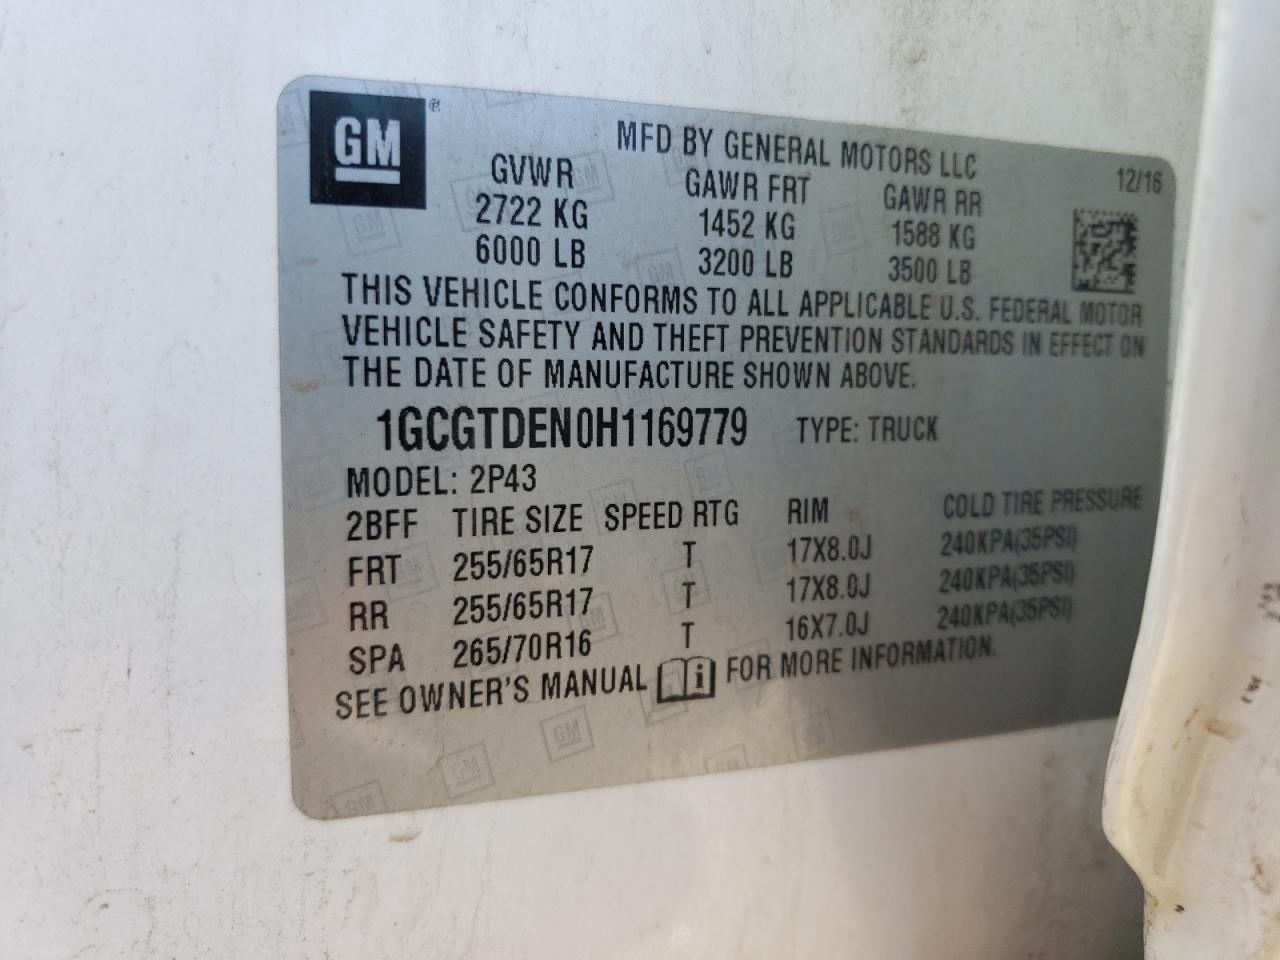 GM®
MFD BY GENERAL MOTORS LLC
12/16
GVWR GAWR FRT GAWR RR
2722 KG 1452 KG 1588 KG
6000 LB 3200 LB 3500 LB
THIS VEHICLE CONFORMS TO ALL APPLICABLE U.S. FEDERAL MOTOR
VEHICLE SAFETY AND THEFT PREVENTION STANDARDS IN EFFECT ON
THE DATE OF MANUFACTURE SHOWN ABOVE.
1GCGTDEN0H1169779 TYPE: TRUCK
MODEL: 2P43
2BFF TIRE SIZE SPEED RTG RIM COLD TIRE PRESSURE
FRT 255/65R17 T 17X8.0J 240KPA(35PSI)
RR 255/65R17 T 17X8.0J 240KPA(35PSI)
SPA 265/70R16 T 16X7.0J 240KPA(35PSI)
SEE OWNER'S MANUAL i FOR MORE INFORMATION.